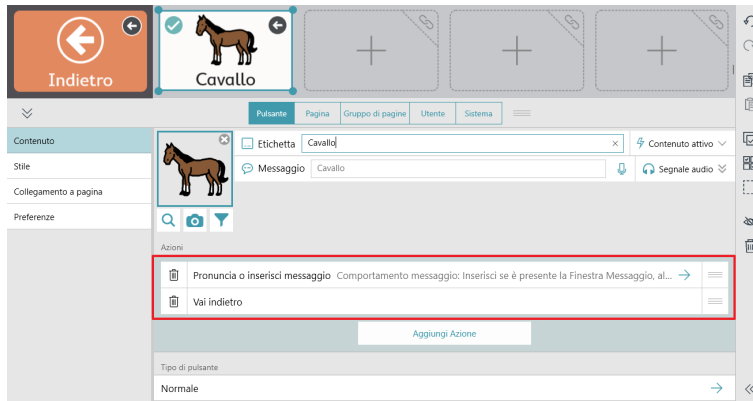 Indietro
Cavallo
Pulsante Pagina Gruppo di pagine Utente Sistema
Contenuto
Stile
Collegamento a pagina
Preferenze
Etichetta Cavallo × Contenuto attivo
Messaggio Cavallo Segnale audio
Azioni
Pronuncia o inserisci messaggio Comportamento messaggio: Inserisci se è presente la Finestra Messaggio, al...
Vai indietro
Aggiungi Azione
Tipo di pulsante
Normale